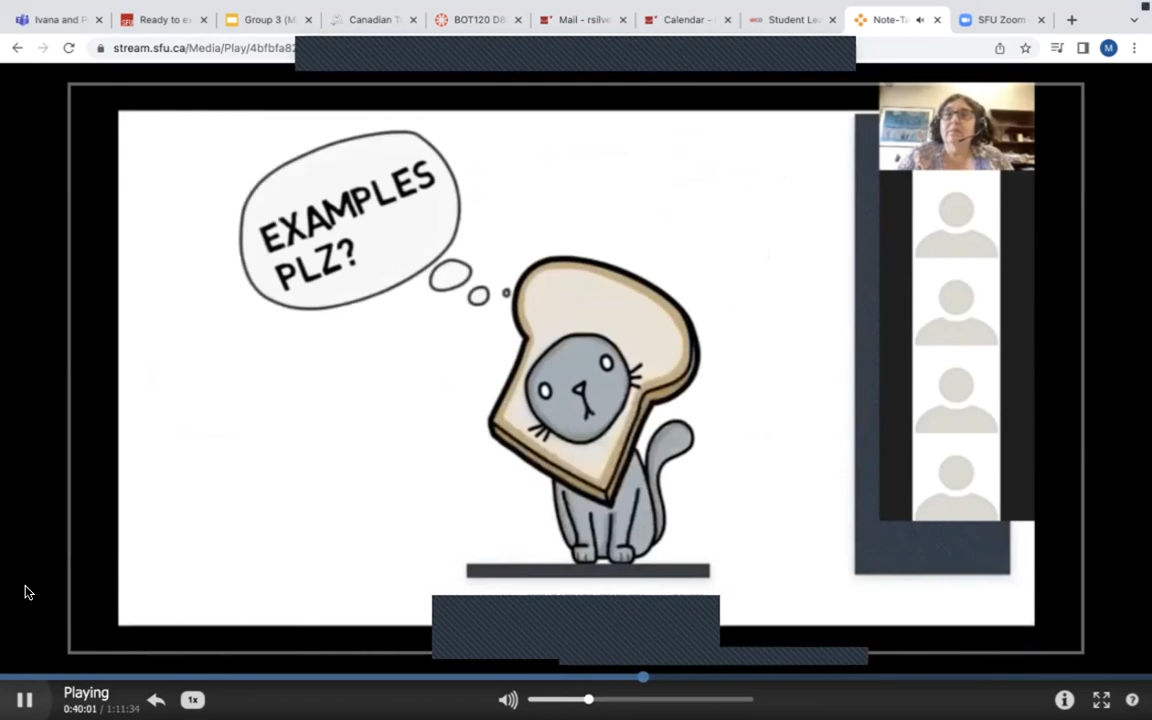 Ivana and P
Ready to e
Group 3 (M
Canadian T
BOT120 D8
Mail - rsilve
Calendar -
Student Le
Note-Ta
SFU Zoom
stream.sfu.ca/Media/Play/4bfbfa82
M
EXAMPLES
PLZ?
Playing
0:40:01 / 1:11:34
1x